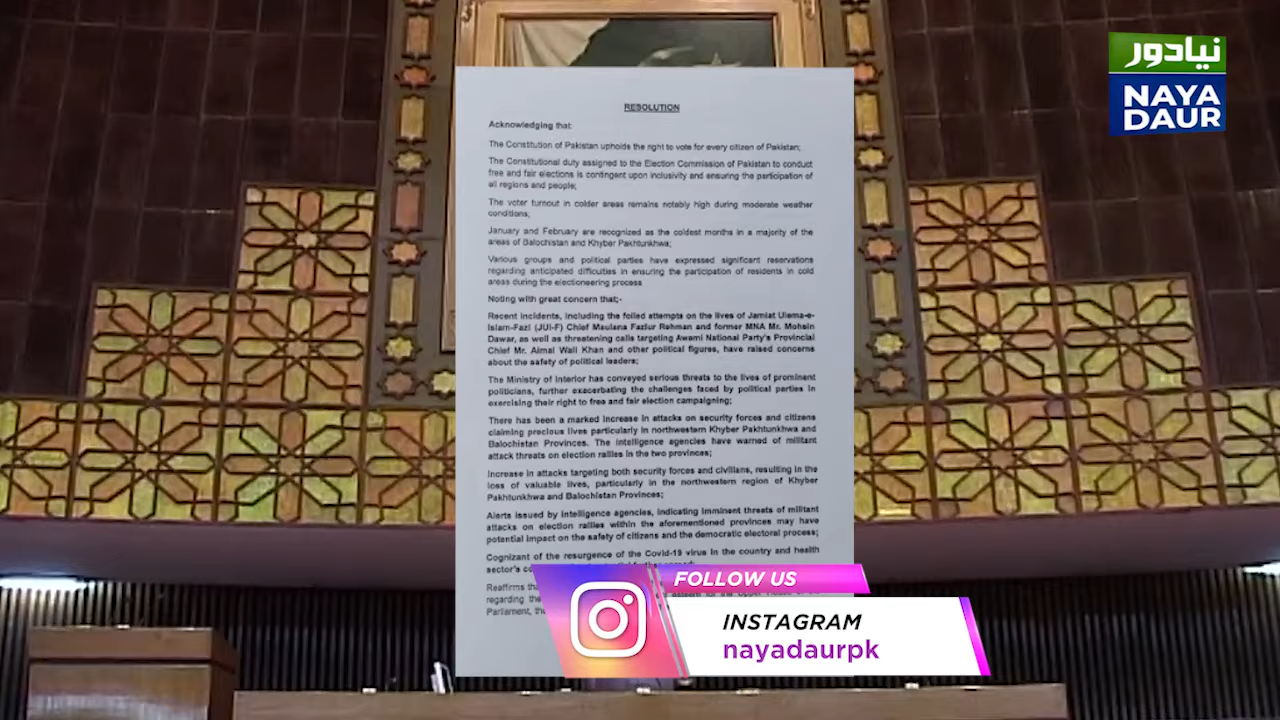 نیادور
NAYA
DAUR
RESOLUTION
Acknowledging that:
The Constitution of Pakistan upholds the right to vote for every citizen of Pakistan;
The Constitutional duty assigned to the Election Commission of Pakistan to conduct
free and fair elections is contingent upon inclusivity and ensuring the participation of
all regions and people;
The voter turnout in colder areas remains notably high during moderate weather
conditions;
January and February are recognized as the coldest months in a majority of the
areas of Balochistan and Khyber Pakhtunkhwa;
Various groups and political parties have expressed significant reservations
regarding anticipated difficulties in ensuring the participation of residents in cold
areas during the electioneering process
Noting with great concern that;-
Recent incidents, including the foiled attempts on the lives of Jamiat Ulema-e-
Islam-Fazl (JUI-F) Chief Maulana Fazlur Rehman and former MNA Mr. Mohsin
Dawar, as well as threatening calls targeting Awami National Party's Provincial
Chief Mr. Aimal Wali Khan and other political figures, have raised concerns
about the safety of political leaders;
The Ministry of Interior has conveyed serious threats to the lives of prominent
politicians, further exacerbating the challenges faced by political parties in
exercising their right to free and fair election campaigning;
There has been a marked increase in attacks on security forces and citizens
claiming precious lives particularly in northwestern Khyber Pakhtunkhwa and
Balochistan Provinces. The intelligence agencies have warned of militant
attack threats on election rallies in the two provinces;
Increase in attacks targeting both security forces and civilians, resulting in the
loss of valuable lives, particularly in the northwestern region of Khyber
Pakhtunkhwa and Balochistan Provinces;
Alerts issued by intelligence agencies, indicating imminent threats of militant
attacks on election rallies within the aforementioned provinces may have
potential impact on the safety of citizens and the democratic electoral process;
Cognizant of the resurgence of the Covid-19 virus in the country and health
sector's
Reaffirms
regarding the
Parliament,
FOLLOW US
INSTAGRAM
nayadaurpk